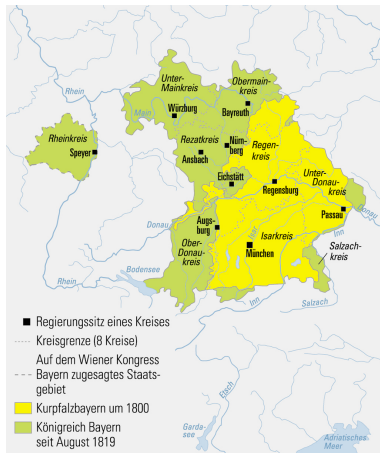 Rhein
Unter-
Mainkreis
Obermain-
kreis
Würzburg
Main
Bayreuth
Rheinkreis
Speyer
Rezatkreis
Nürn-
berg
Ansbach
Regen-
kreis
Eichstätt
Regensburg
Unter-
Donau-
kreis
Passau
Donau
Augs-
burg
Donau
Inn
Isarkreis
Ober-
Donau-
kreis
München
Salzach-
kreis
Rhein
Bodensee
Inn
Inn
Salzach
Etsch
Garda-
see
Adriatisches
Meer
Regierungssitz eines Kreises
Kreisgrenze (8 Kreise)
Auf dem Wiener Kongress
Bayern zugesagtes Staats-
gebiet
Kurpfalzbayern um 1800
Königreich Bayern
seit August 1819